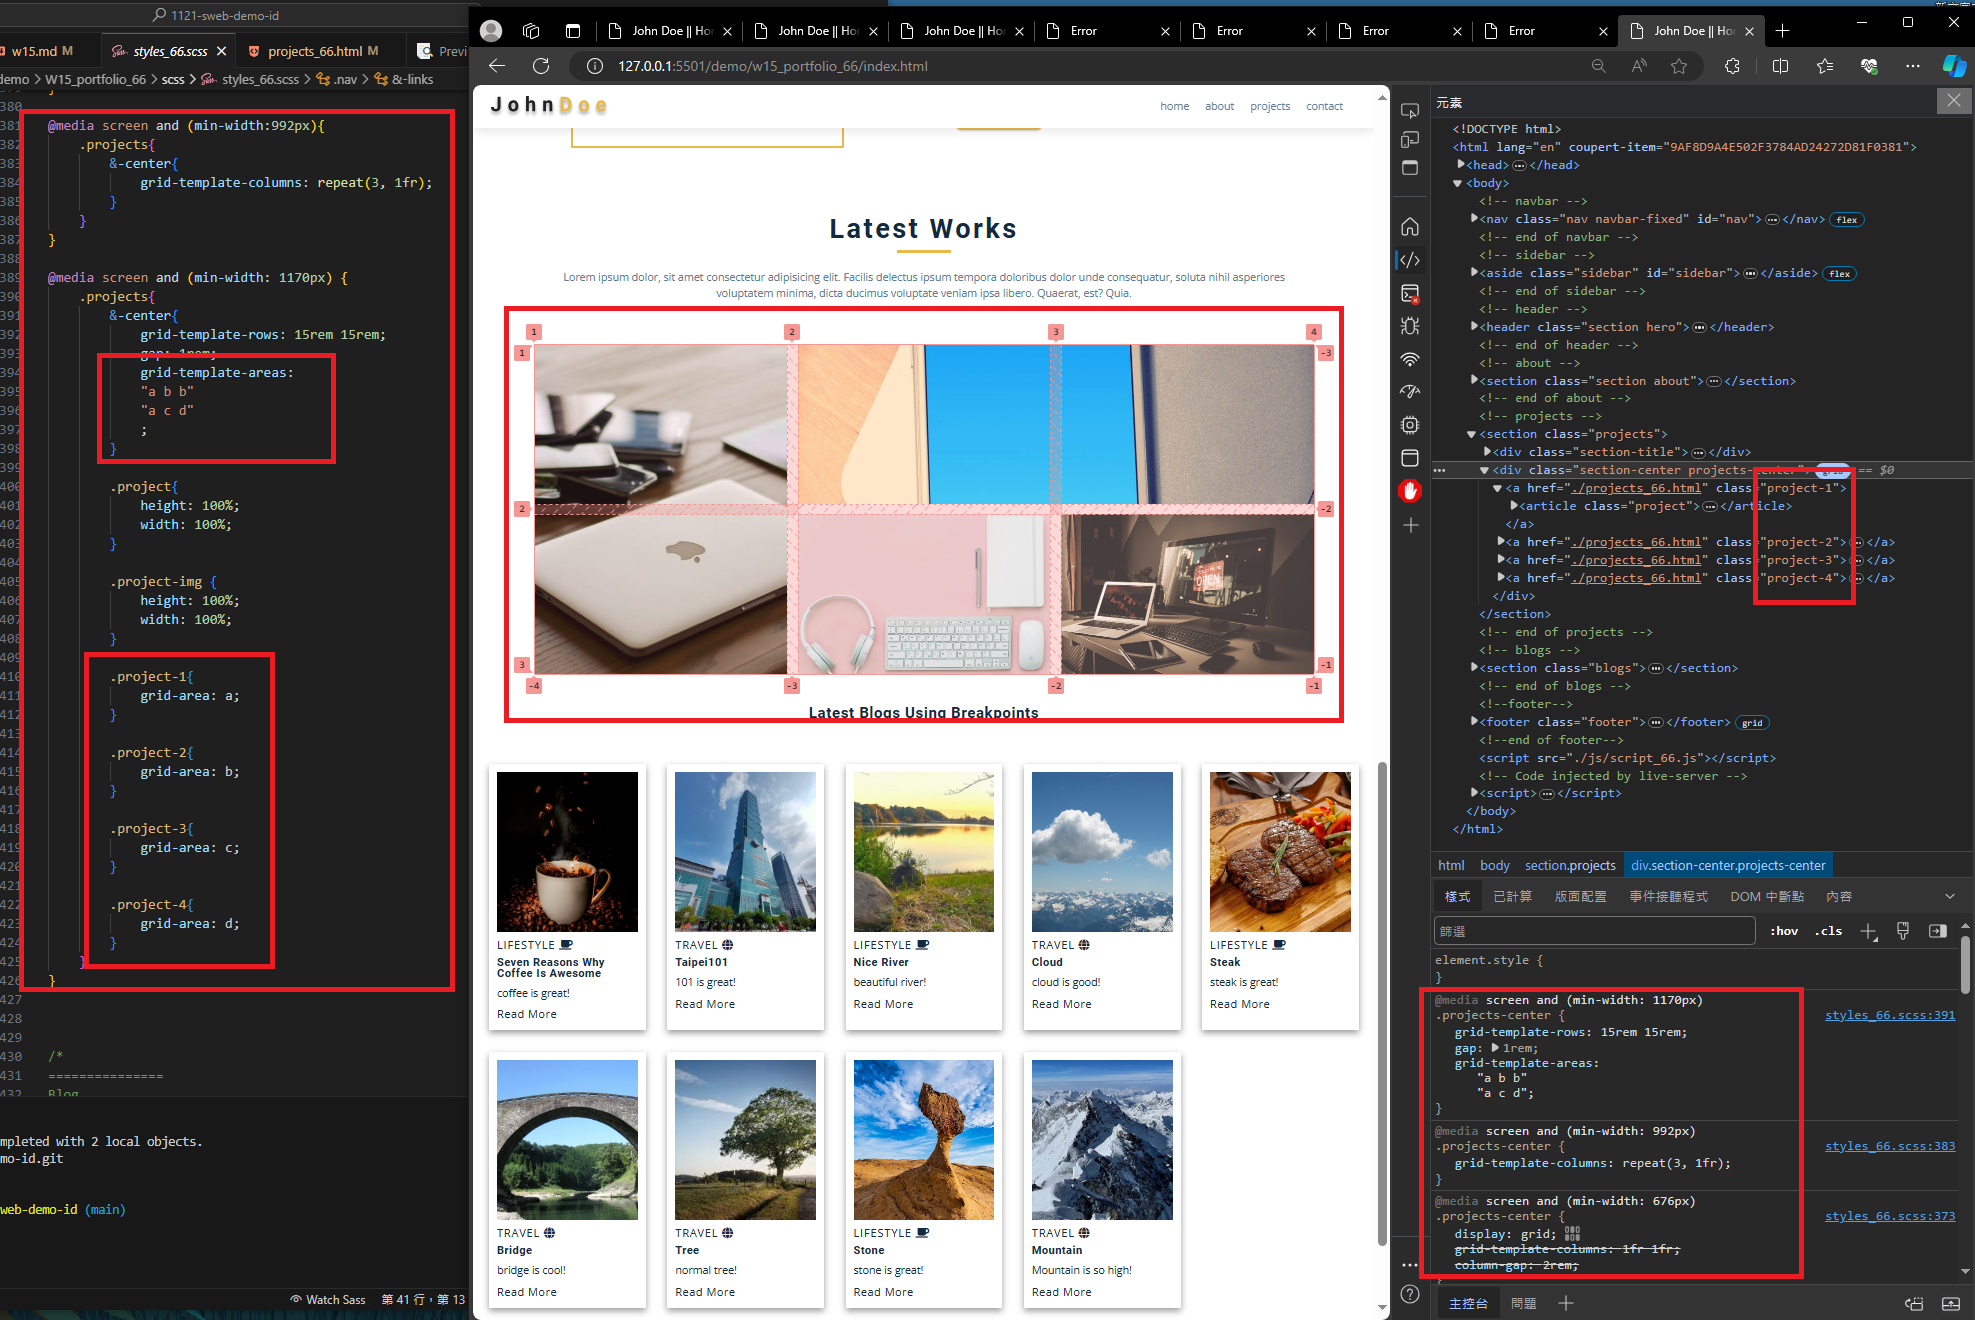 1121-sweb-demo-id
w15.md M
styles_66.scss
projects_66.html M
Previ
demo > W15_portfolio_66 > scss > styles_66.scss > .nav > &-links
380
381 @media screen and (min-width:992px){
382 .projects{
383 &-center{
384 grid-template-columns: repeat(3, 1fr);
385 }
386 }
387 }
388
389 @media screen and (min-width: 1170px) {
390 .projects{
391 &-center{
392 grid-template-rows: 15rem 15rem;
393 gap: 1rem;
394 grid-template-areas:
395 "a b b"
396 "a c d"
397 ;
398 }
399
400 .project{
401 height: 100%;
402 width: 100%;
403 }
404
405 .project-img {
406 height: 100%;
407 width: 100%;
408 }
409
410 .project-1{
411 grid-area: a;
412 }
413
414 .project-2{
415 grid-area: b;
416 }
417
418 .project-3{
419 grid-area: c;
420 }
421
422 .project-4{
423 grid-area: d;
424 }
425 }
426 }
427
428
429
430 /*
431 ===============
432 Blog
mpleted with 2 local objects.
mo-id.git
web-demo-id (main)
Watch Sass 第 41 行，第 13
John Doe || Ho
John Doe || Ho
John Doe || Ho
Error
Error
Error
Error
John Doe || Ho
127.0.0.1:5501/demo/w15_portfolio_66/index.html
JohnDoe
home about projects contact
Latest Works
Lorem ipsum dolor, sit amet consectetur adipisicing elit. Facilis delectus ipsum tempora doloribus dolor unde consequatur, soluta nihil asperiores
voluptatem minima, dicta ducimus voluptate veniam ipsa libero. Quaerat, est? Quia.
1 2 3 4
1 -3
2 -2
OPEN
3 -1
-4 -3 -2 -1
Latest Blogs Using Breakpoints
LIFESTYLE
Seven Reasons Why
Coffee Is Awesome
coffee is great!
Read More
TRAVEL
Taipei101
101 is great!
Read More
LIFESTYLE
Nice River
beautiful river!
Read More
TRAVEL
Cloud
cloud is good!
Read More
LIFESTYLE
Steak
steak is great!
Read More
TRAVEL
Bridge
bridge is cool!
Read More
TRAVEL
Tree
normal tree!
Read More
LIFESTYLE
Stone
stone is great!
Read More
TRAVEL
Mountain
Mountain is so high!
Read More
元素
<!DOCTYPE html>
<html lang="en" coupert-item="9AF8D9A4E502F3784AD24272D81F0381">
<head>…</head>
<body>
<!-- navbar -->
<nav class="nav navbar-fixed" id="nav">…</nav> flex
<!-- end of navbar -->
<!-- sidebar -->
<aside class="sidebar" id="sidebar">…</aside> flex
<!-- end of sidebar -->
<!-- header -->
<header class="section hero">…</header>
<!-- end of header -->
<!-- about -->
<section class="section about">…</section>
<!-- end of about -->
<!-- projects -->
<section class="projects">
<div class="section-title">…</div>
<div class="section-center projects-center"> grid == $0
<a href="./projects_66.html" class="project-1">
<article class="project">…</article>
</a>
<a href="./projects_66.html" class="project-2">…</a>
<a href="./projects_66.html" class="project-3">…</a>
<a href="./projects_66.html" class="project-4">…</a>
</div>
</section>
<!-- end of projects -->
<!-- blogs -->
<section class="blogs">…</section>
<!-- end of blogs -->
<!--footer-->
<footer class="footer">…</footer> grid
<!--end of footer-->
<script src="./js/script_66.js"></script>
<!-- Code injected by live-server -->
<script>…</script>
</body>
</html>
html body section.projects div.section-center.projects-center
樣式 已計算 版面配置 事件接聽程式 DOM 中斷點 內容
篩選 :hov .cls
element.style {
}
@media screen and (min-width: 1170px)
.projects-center { styles_66.scss:391
grid-template-rows: 15rem 15rem;
gap: 1rem;
grid-template-areas:
"a b b"
"a c d";
}
@media screen and (min-width: 992px)
.projects-center { styles_66.scss:383
grid-template-columns: repeat(3, 1fr);
}
@media screen and (min-width: 676px)
.projects-center { styles_66.scss:373
display: grid;
grid-template-columns: 1fr 1fr;
column-gap: 2rem;
}
主控台 問題